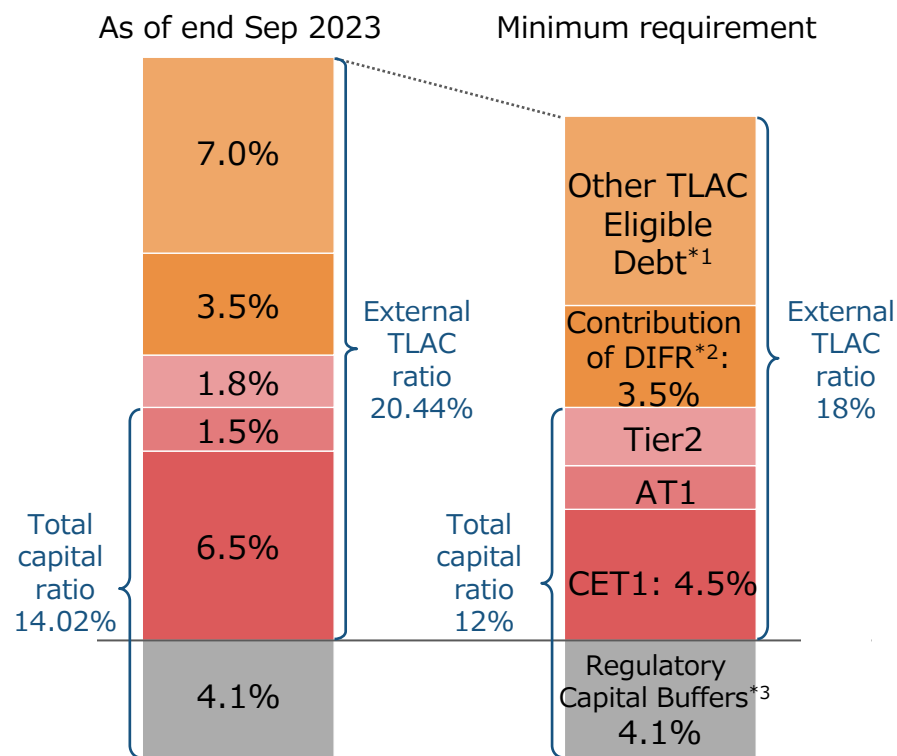 As of end Sep 2023
7.0%
3.5%
1.8%
1.5%
6.5%
4.1%
External
TLAC
ratio
20.44%
Total
capital
ratio
14.02%
Minimum requirement
Other TLAC
Eligible
Debt*1
Contribution
of DIFR*2:
3.5%
Tier2
AT1
CET1: 4.5%
Regulatory
Capital Buffers*3
4.1%
External
TLAC
ratio
18%
Total
capital
ratio
12%